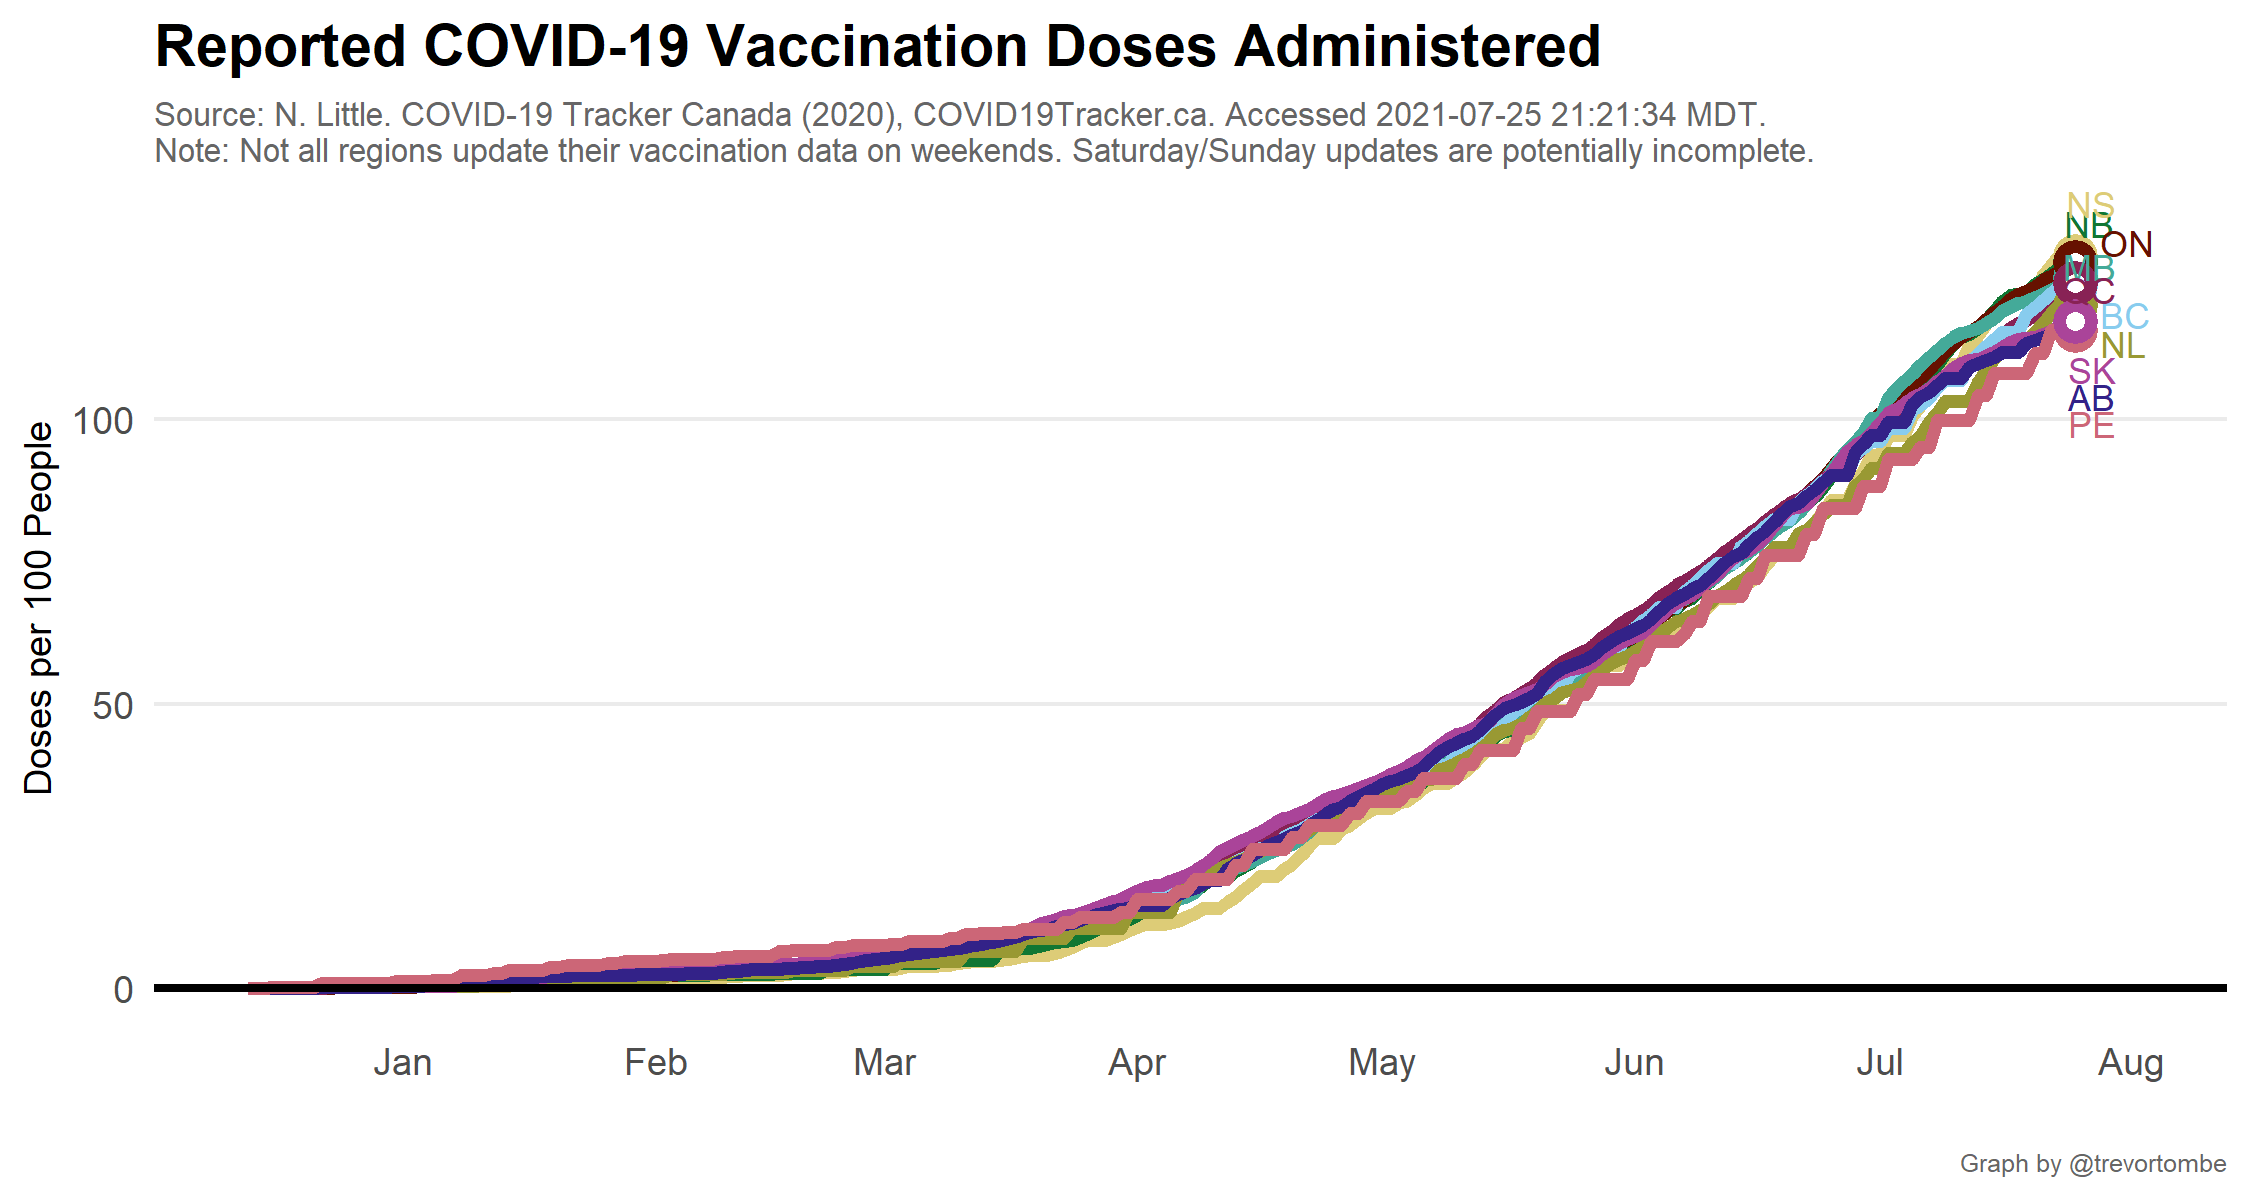 Reported COVID-19 Vaccination Doses Administered
Source: N. Little. COVID-19 Tracker Canada (2020), COVID19Tracker.ca. Accessed 2021-07-25 21:21:34 MDT.
Note: Not all regions update their vaccination data on weekends. Saturday/Sunday updates are potentially incomplete.
NS
NB
ON
MB
QC
BC
NL
SK
AB
PE
Doses per 100 People
100
50
0
Jan
Feb
Mar
Apr
May
Jun
Jul
Aug
Graph by @trevortombe